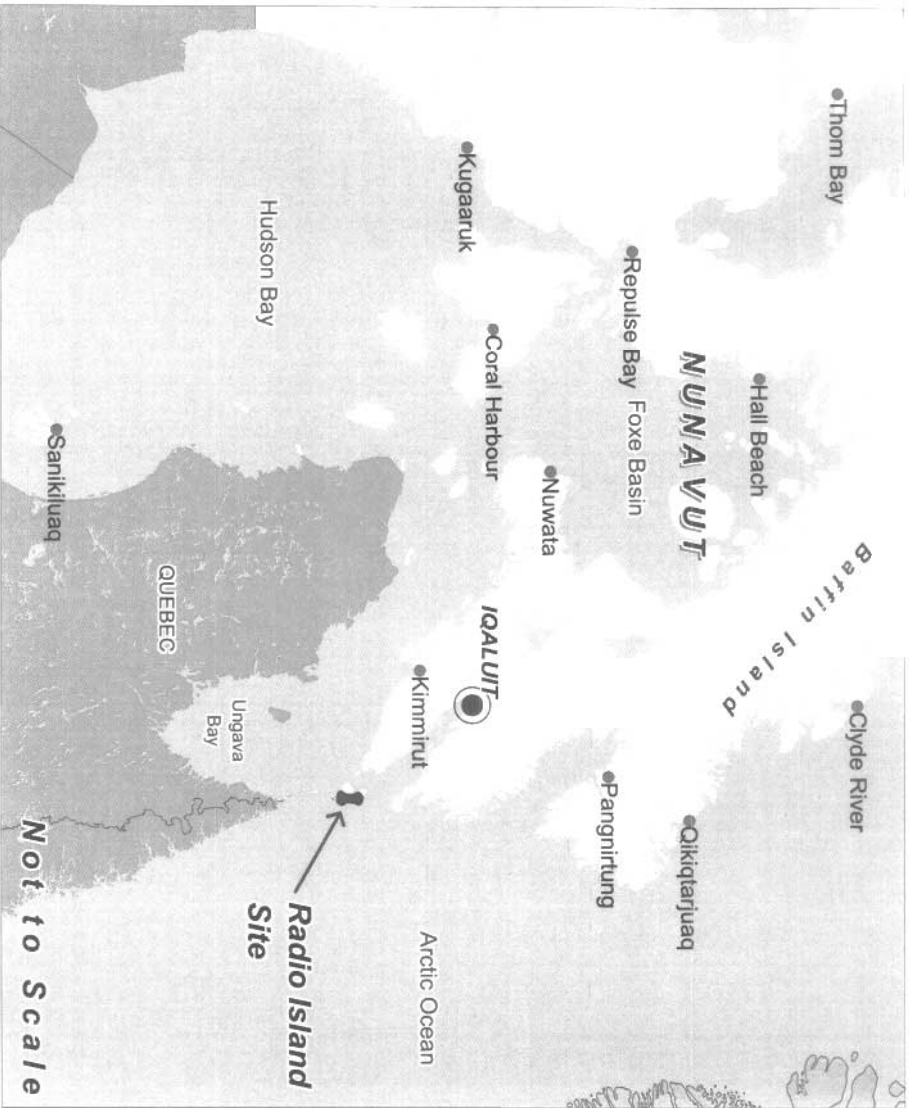 Thom Bay
Clyde River
Hall Beach
Baffin Island
NUNAVUT
Qikiqtarjuaq
Repulse Bay
Foxe Basin
Pangnirtung
Nuwata
Coral Harbour
IQALUIT
Kugaaruk
Kimmirut
Arctic Ocean
Radio Island
Site
Hudson Bay
Ungava
Bay
QUEBEC
Sanikiluaq
Not to Scale